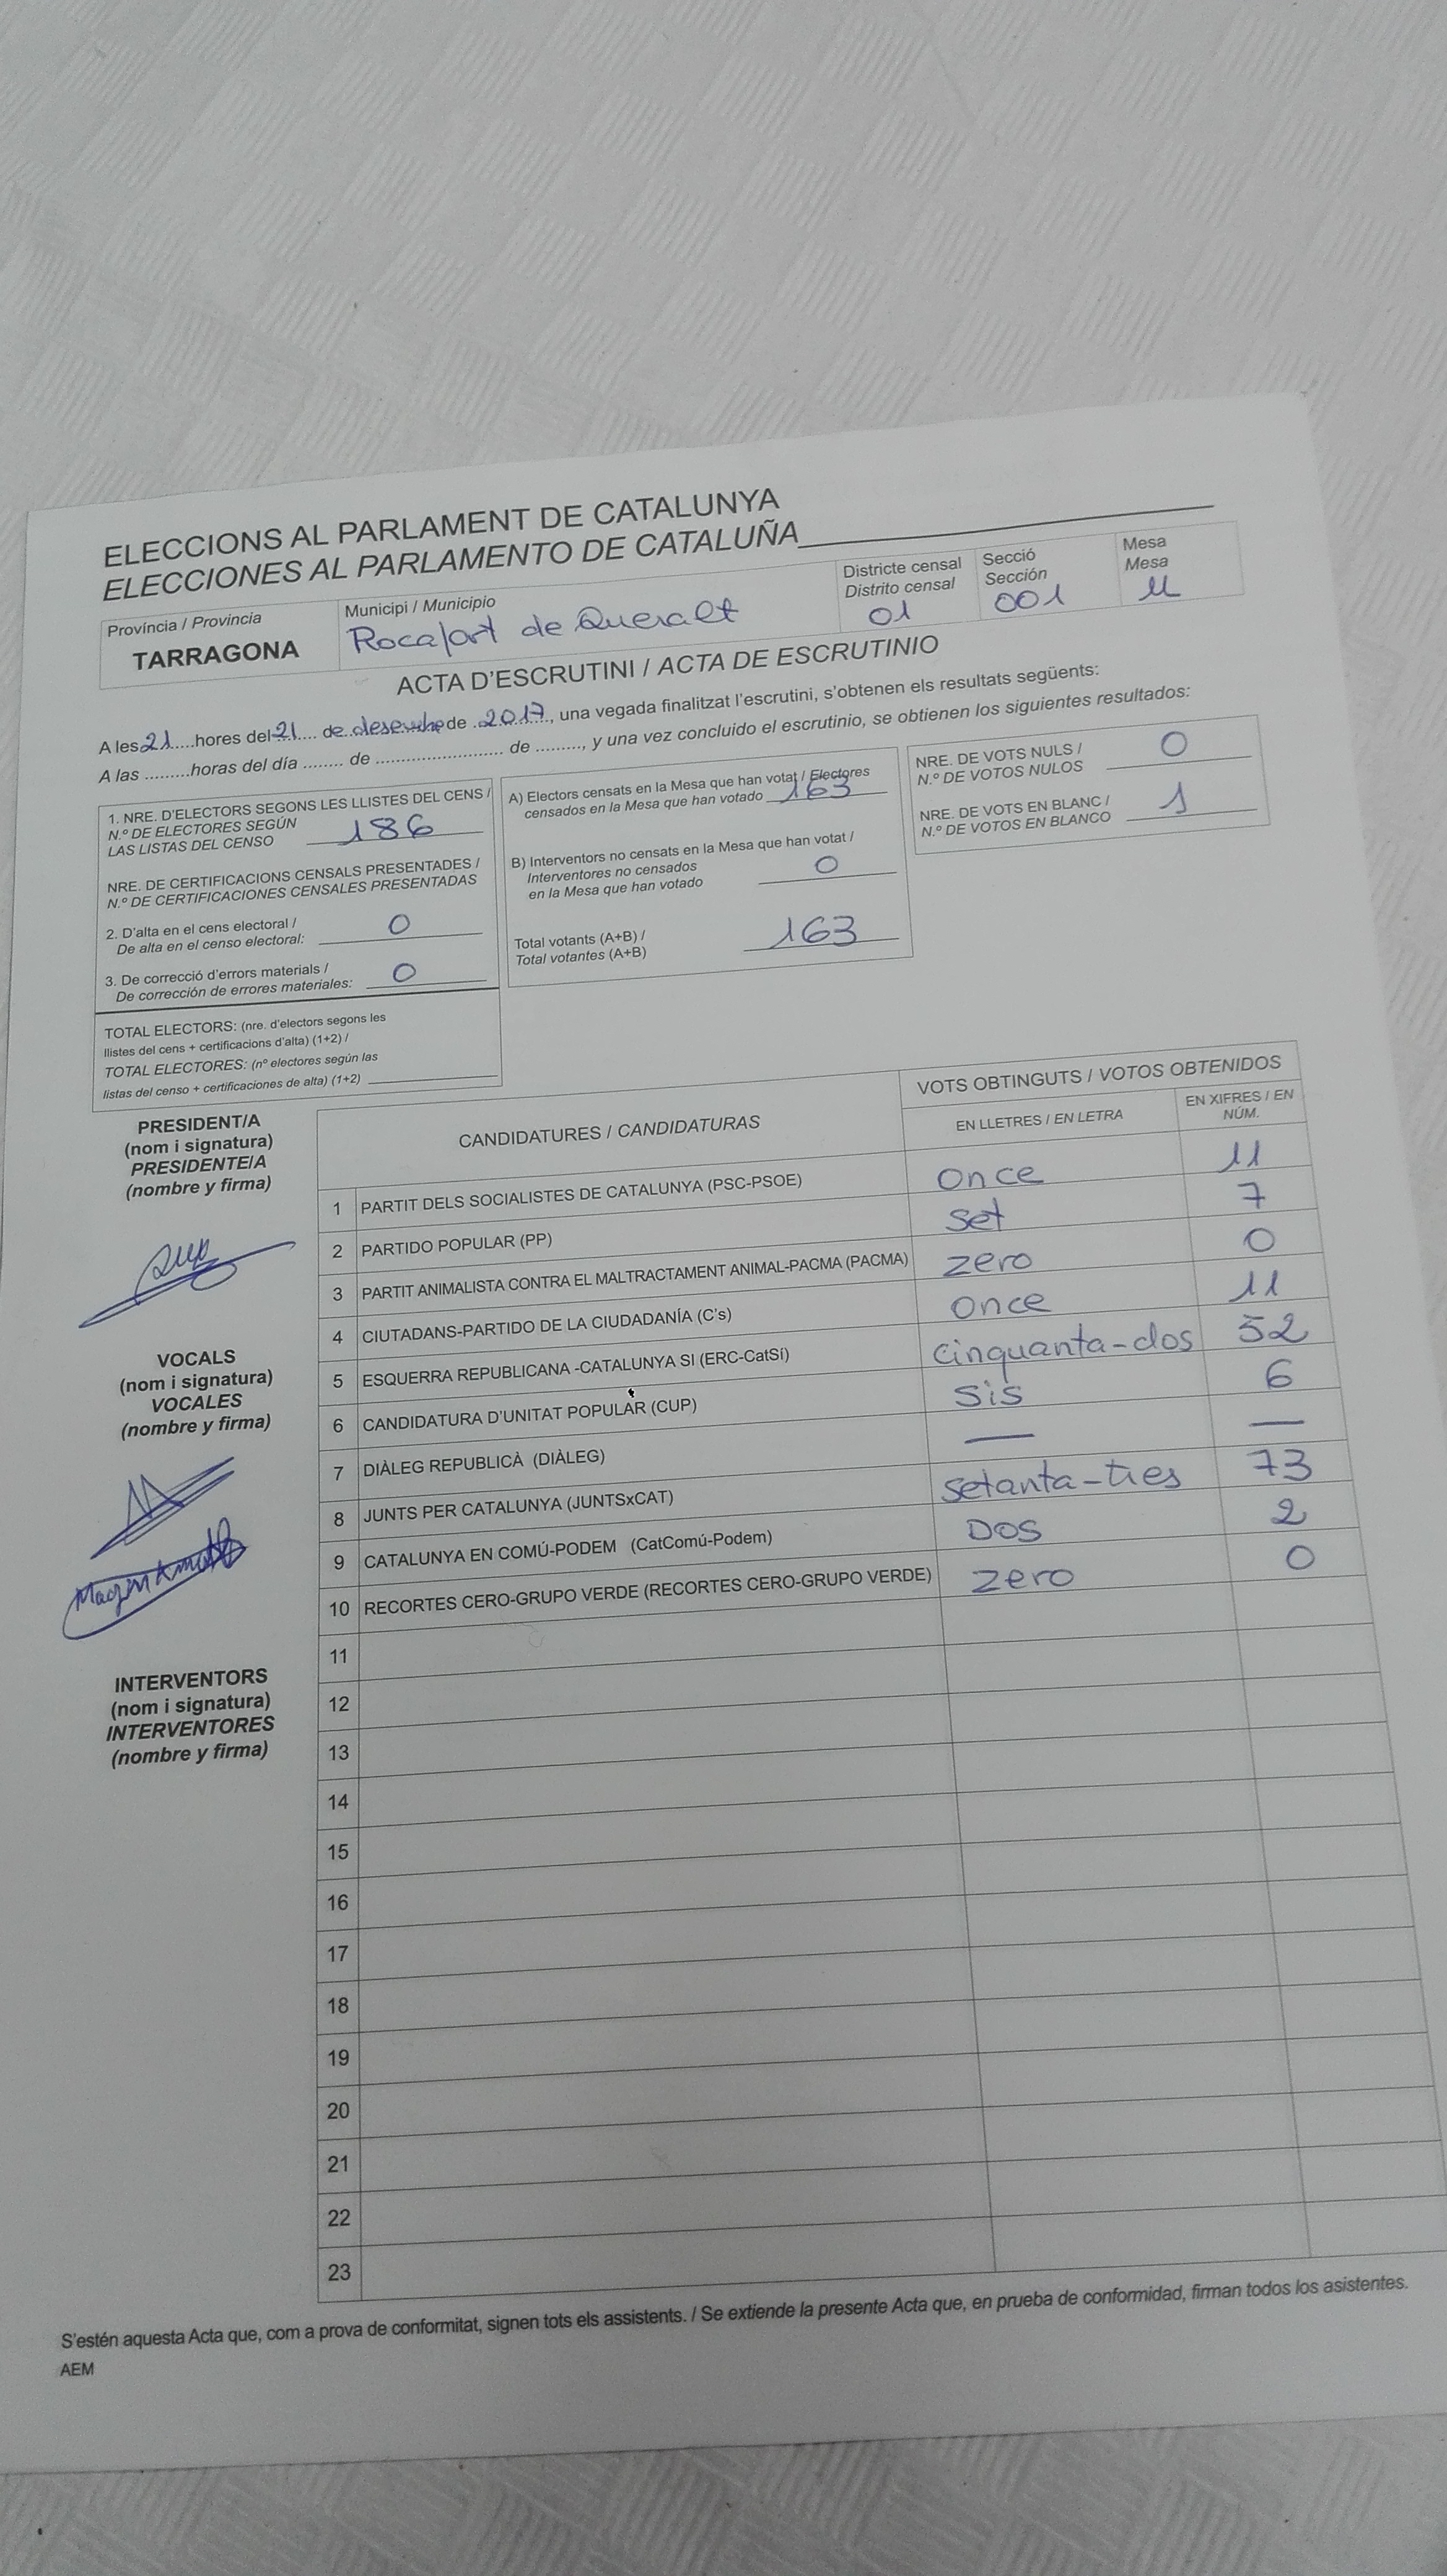 ELECCIONS AL PARLAMENT DE CATALUNYA
ELECCIONES AL PARLAMENTO DE CATALUÑA
Província / Provincia
TARRAGONA
Municipi / Municipio
Rocafort de Queralt
Districte censal
Distrito censal
01
Secció
Sección
001
Mesa
Mesa
U
ACTA D'ESCRUTINI / ACTA DE ESCRUTINIO
A les 21 hores del 21 de desembre de 2017, una vegada finalitzat l'escrutini, s'obtenen els resultats següents:
A las .........horas del día ........ de ........................ de ........., y una vez concluido el escrutinio, se obtienen los siguientes resultados:
1. NRE. D'ELECTORS SEGONS LES LLISTES DEL CENS /
N.º DE ELECTORES SEGÚN
LAS LISTAS DEL CENSO 186
NRE. DE CERTIFICACIONS CENSALS PRESENTADES /
N.º DE CERTIFICACIONES CENSALES PRESENTADAS
2. D'alta en el cens electoral /
De alta en el censo electoral: 0
3. De correcció d'errors materials /
De corrección de errores materiales: 0
TOTAL ELECTORS: (nre. d'electors segons les
llistes del cens + certificacions d'alta) (1+2) /
TOTAL ELECTORES: (nº electores según las
listas del censo + certificaciones de alta) (1+2)
A) Electors censats en la Mesa que han votat / Electores
censados en la Mesa que han votado 163
B) Interventors no censats en la Mesa que han votat /
Interventores no censados
en la Mesa que han votado 0
Total votants (A+B) /
Total votantes (A+B) 163
NRE. DE VOTS NULS /
N.º DE VOTOS NULOS 0
NRE. DE VOTS EN BLANC /
N.º DE VOTOS EN BLANCO 1
PRESIDENT/A
(nom i signatura)
PRESIDENTE/A
(nombre y firma)
VOCALS
(nom i signatura)
VOCALES
(nombre y firma)
INTERVENTORS
(nom i signatura)
INTERVENTORES
(nombre y firma)
CANDIDATURES / CANDIDATURAS
VOTS OBTINGUTS / VOTOS OBTENIDOS
EN LLETRES / EN LETRA
EN XIFRES / EN
NÚM.
1 PARTIT DELS SOCIALISTES DE CATALUNYA (PSC-PSOE) once 11
2 PARTIDO POPULAR (PP) set 7
3 PARTIT ANIMALISTA CONTRA EL MALTRACTAMENT ANIMAL-PACMA (PACMA) zero 0
4 CIUTADANS-PARTIDO DE LA CIUDADANÍA (C's) once 11
5 ESQUERRA REPUBLICANA -CATALUNYA SI (ERC-CatSí) cinquanta-dos 52
6 CANDIDATURA D'UNITAT POPULAR (CUP) sis 6
7 DIÀLEG REPUBLICÀ (DIÀLEG) — —
8 JUNTS PER CATALUNYA (JUNTSxCAT) setanta-tres 73
9 CATALUNYA EN COMÚ-PODEM (CatComú-Podem) DOS 2
10 RECORTES CERO-GRUPO VERDE (RECORTES CERO-GRUPO VERDE) zero 0
11
12
13
14
15
16
17
18
19
20
21
22
23
S'estén aquesta Acta que, com a prova de conformitat, signen tots els assistents. / Se extiende la presente Acta que, en prueba de conformidad, firman todos los asistentes.
AEM